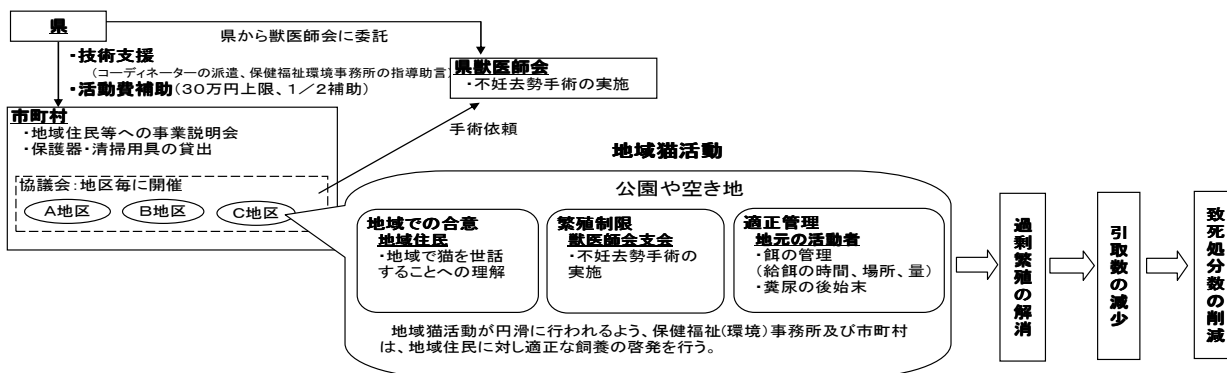 県
県から獣医師会に委託
・技術支援
(コーディネーターの派遣、保健福祉環境事務所の指導助言)
・活動費補助(30万円上限、1/2補助)
県獣医師会
・不妊去勢手術の実施
市町村
・地域住民等への事業説明会
・保護器・清掃用具の貸出
手術依頼
協議会:地区毎に開催
A地区
B地区
C地区
地域猫活動
公園や空き地
地域での合意
地域住民
・地域で猫を世話
することへの理解
繁殖制限
獣医師会支会
・不妊去勢手術の
実施
適正管理
地元の活動者
・餌の管理
(給餌の時間、場所、量)
・糞尿の後始末
地域猫活動が円滑に行われるよう、保健福祉(環境)事務所及び市町村
は、地域住民に対し適正な飼養の啓発を行う。
過剰繁殖の解消
引取数の減少
致死処分数の削減